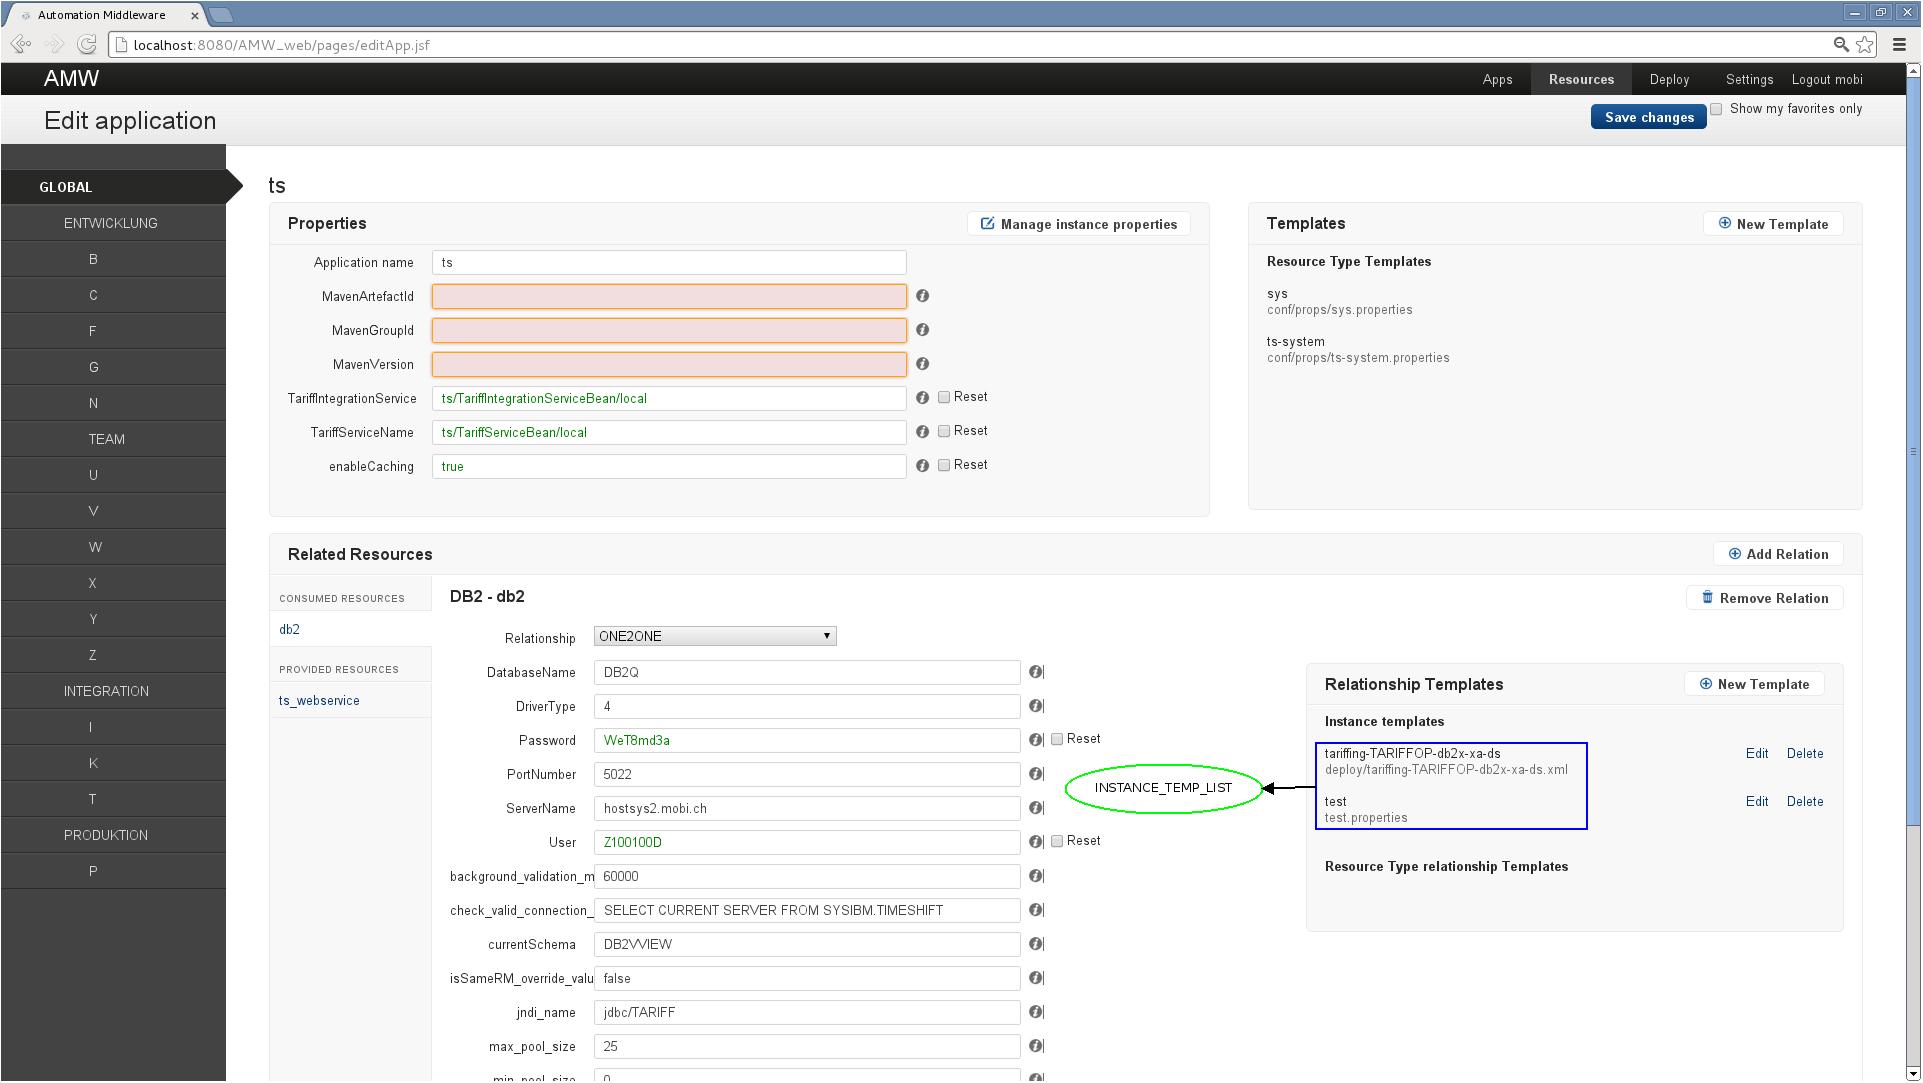 Automation Middleware
localhost:8080/AMW_web/pages/editApp.jsf
AMW
Apps
Resources
Deploy
Settings
Logout mobi
Edit application
Save changes
Show my favorites only
GLOBAL
ENTWICKLUNG
B
C
F
G
N
TEAM
U
V
W
X
Y
Z
INTEGRATION
I
K
T
PRODUKTION
P
ts
Properties
Manage instance properties
Application name ts
MavenArtefactId
MavenGroupId
MavenVersion
TariffIntegrationService ts/TariffIntegrationServiceBean/local Reset
TariffServiceName ts/TariffServiceBean/local Reset
enableCaching true Reset
Templates
New Template
Resource Type Templates
sys
conf/props/sys.properties
ts-system
conf/props/ts-system.properties
Related Resources
Add Relation
CONSUMED RESOURCES
db2
PROVIDED RESOURCES
ts_webservice
DB2 - db2
Remove Relation
Relationship ONE2ONE
DatabaseName DB2Q
DriverType 4
Password WeT8md3a Reset
PortNumber 5022
ServerName hostsys2.mobi.ch
User Z100100D Reset
background_validation_m 60000
check_valid_connection_ SELECT CURRENT SERVER FROM SYSIBM.TIMESHIFT
currentSchema DB2VVIEW
isSameRM_override_valu false
jndi_name jdbc/TARIFF
max_pool_size 25
min_pool_size 0
INSTANCE_TEMP_LIST
Relationship Templates
New Template
Instance templates
tariffing-TARIFFOP-db2x-xa-ds Edit Delete
deploy/tariffing-TARIFFOP-db2x-xa-ds.xml
test Edit Delete
test.properties
Resource Type relationship Templates